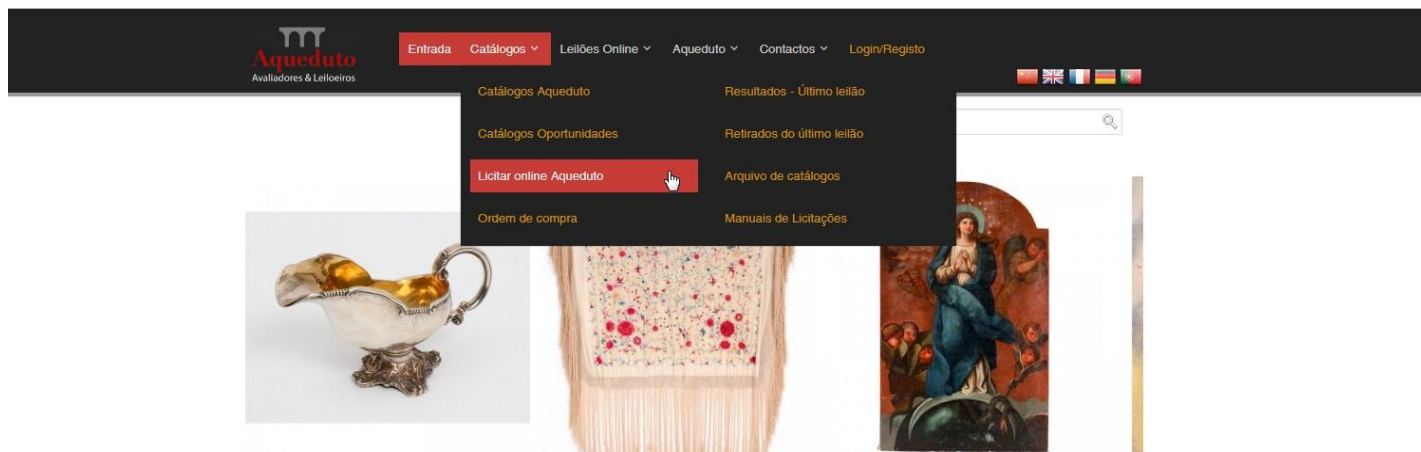 Aqueduto
Avaliadores & Leiloeiros
Entrada Catálogos Leilões Online Aqueduto Contactos Login/Registo
Catálogos Aqueduto Resultados - Último leilão
Catálogos Oportunidades Retirados do último leilão
Licitar online Aqueduto Arquivo de catálogos
Ordem de compra Manuais de Licitações